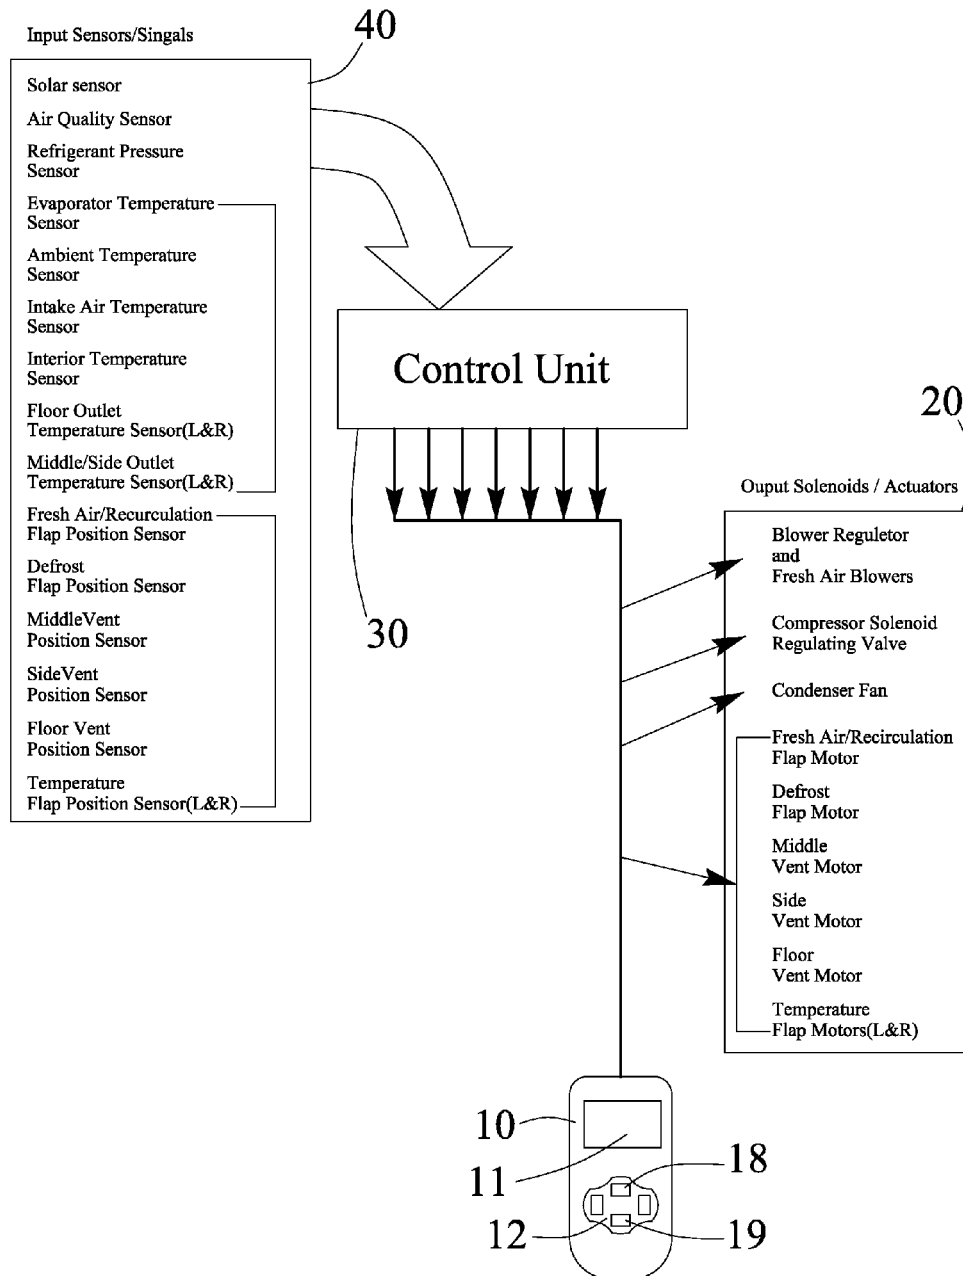 Input Sensors/Singals
40
Solar sensor
Air Quality Sensor
Refrigerant Pressure
Sensor
Evaporator Temperature
Sensor
Ambient Temperature
Sensor
Intake Air Temperature
Sensor
Interior Temperature
Sensor
Floor Outlet
Temperature Sensor(L&R)
Middle/Side Outlet
Temperature Sensor(L&R)
Fresh Air/Recurculation
Flap Position Sensor
Defrost
Flap Position Sensor
MiddleVent
Position Sensor
SideVent
Position Sensor
Floor Vent
Position Sensor
Temperature
Flap Position Sensor(L&R)
Control Unit
30
20
Ouput Solenoids / Actuators
Blower Reguletor
and
Fresh Air Blowers
Compressor Solenoid
Regulating Valve
Condenser Fan
Fresh Air/Recirculation
Flap Motor
Defrost
Flap Motor
Middle
Vent Motor
Side
Vent Motor
Floor
Vent Motor
Temperature
Flap Motors(L&R)
10
11
18
12
19